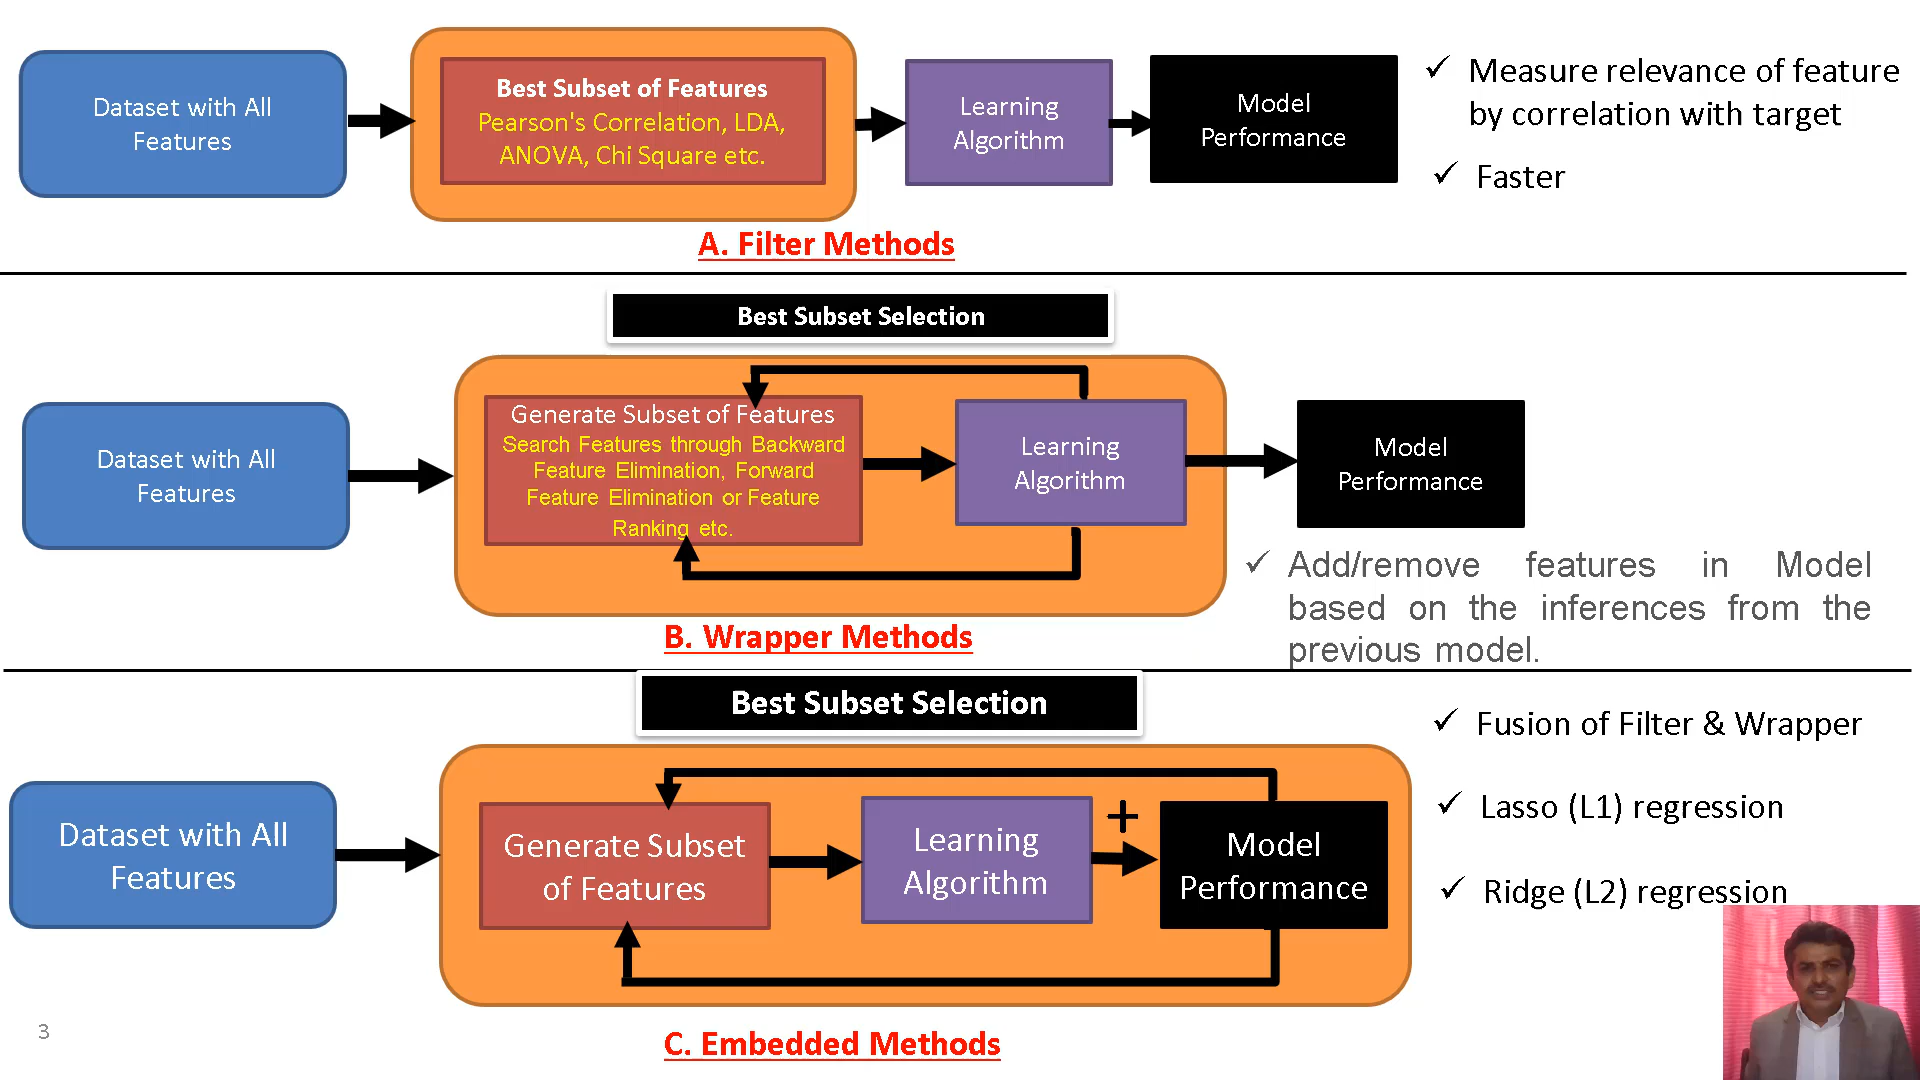 Dataset with All
Features
Best Subset of Features
Pearson's Correlation, LDA,
ANOVA, Chi Square etc.
Learning
Algorithm
Model
Performance
✓ Measure relevance of feature
by correlation with target
✓ Faster
A. Filter Methods
Best Subset Selection
Dataset with All
Features
Generate Subset of Features
Search Features through Backward
Feature Elimination, Forward
Feature Elimination or Feature
Ranking etc.
Learning
Algorithm
Model
Performance
✓ Add/remove features in Model
based on the inferences from the
previous model.
B. Wrapper Methods
Best Subset Selection
Dataset with All
Features
Generate Subset
of Features
Learning
Algorithm
+
Model
Performance
✓ Fusion of Filter & Wrapper
✓ Lasso (L1) regression
✓ Ridge (L2) regression
C. Embedded Methods
3